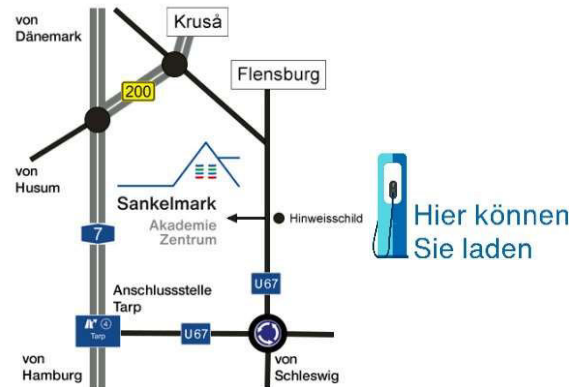 von
Dänemark
Kruså
200
Flensburg
von
Husum
Sankelmark
Akademie
Zentrum
Hinweisschild
7
Hier können
Sie laden
U67
Anschlussstelle
Tarp
4
Tarp
U67
von
Hamburg
von
Schleswig